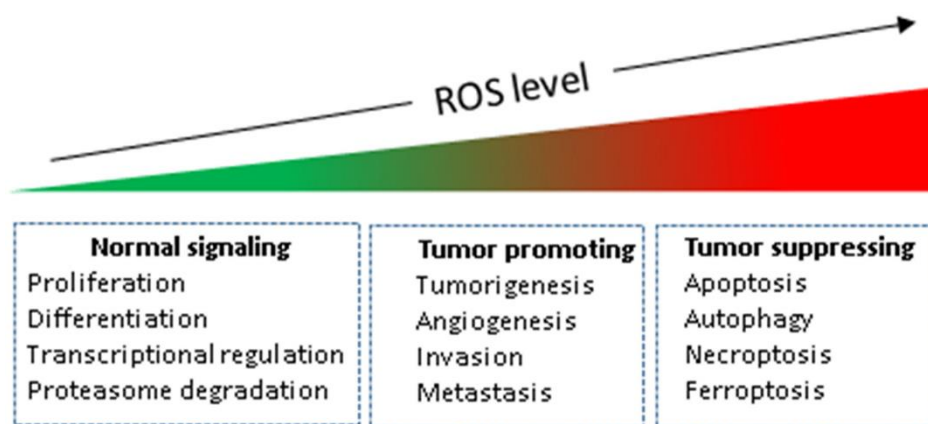 ROS level
Normal signaling
Proliferation
Differentiation
Transcriptional regulation
Proteasome degradation
Tumor promoting
Tumorigenesis
Angiogenesis
Invasion
Metastasis
Tumor suppressing
Apoptosis
Autophagy
Necroptosis
Ferroptosis